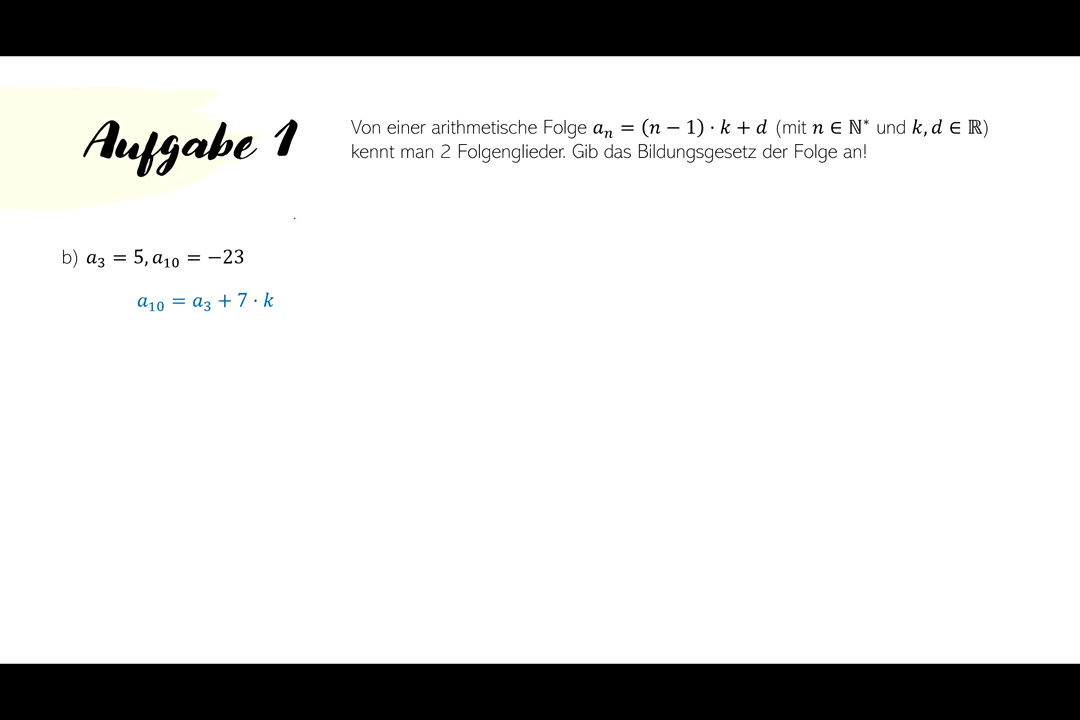 Aufgabe 1
Von einer arithmetische Folge aₙ = (n − 1) · k + d (mit n ∈ ℕ* und k, d ∈ ℝ)
kennt man 2 Folgenglieder. Gib das Bildungsgesetz der Folge an!
b) a₃ = 5, a₁₀ = −23
a₁₀ = a₃ + 7 · k